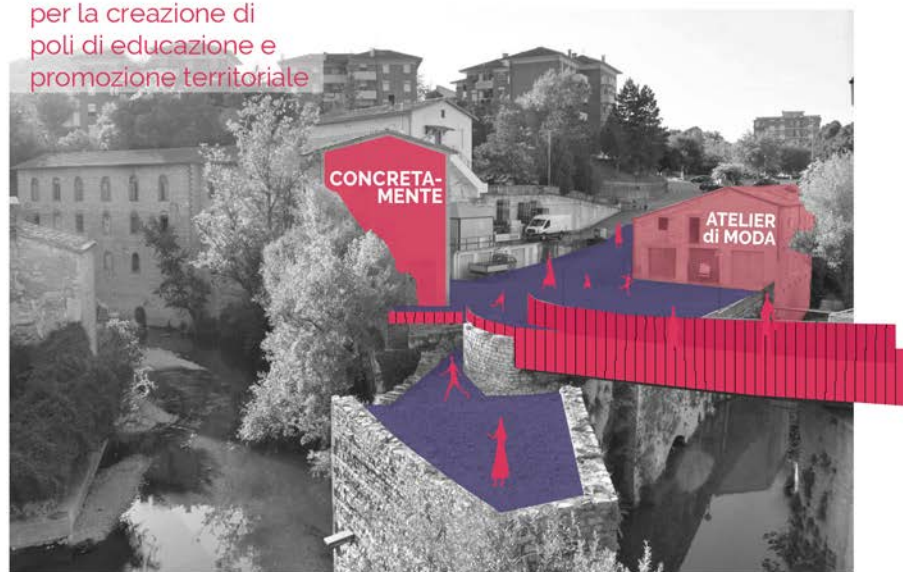 per la creazione di
poli di educazione e
promozione territoriale
CONCRETA-
MENTE
ATELIER
di MODA